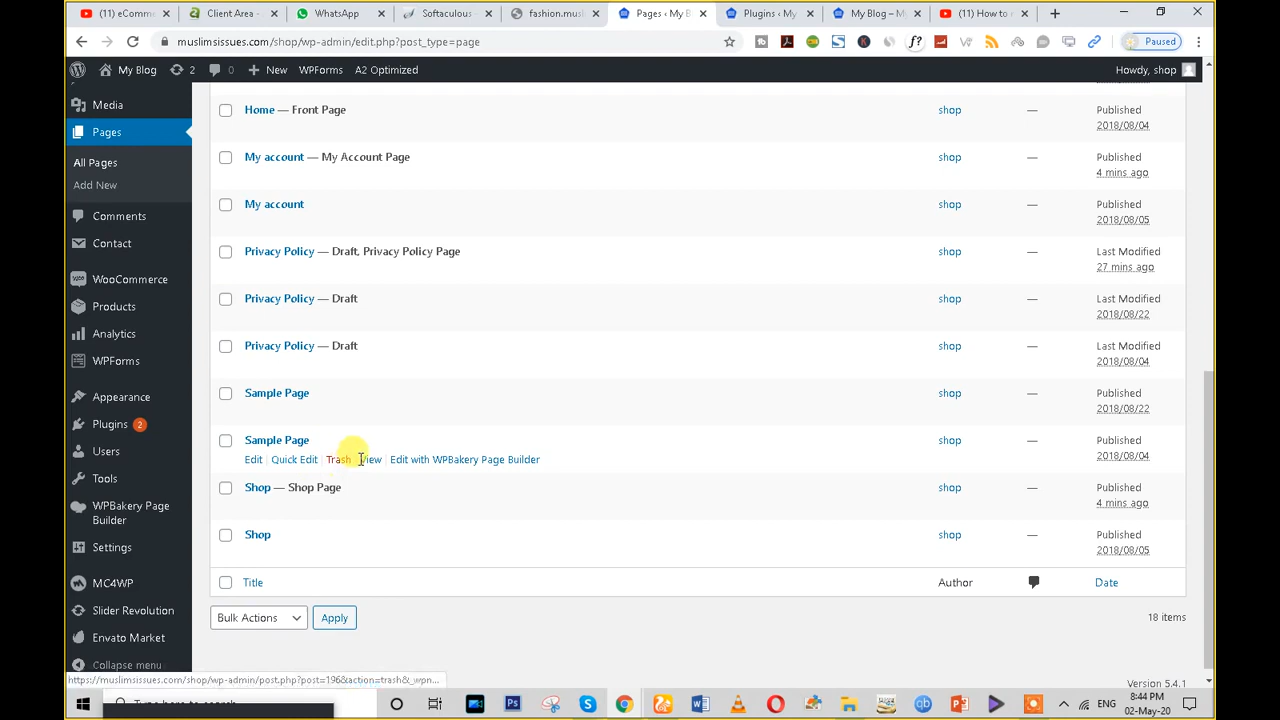 (11) eComme
Client Area -
WhatsApp
Softaculous
fashion.mus
Pages ‹ My B
Plugins ‹ My
My Blog – My
(11) How to
muslimsissues.com/shop/wp-admin/edit.php?post_type=page
Paused
My Blog 2 0 New WPForms A2 Optimized Howdy, shop
Media
Pages
All Pages
Add New
Comments
Contact
WooCommerce
Products
Analytics
WPForms
Appearance
Plugins 2
Users
Tools
WPBakery Page
Builder
Settings
MC4WP
Slider Revolution
Envato Market
Collapse menu
Home — Front Page shop — Published
2018/08/04
My account — My Account Page shop — Published
4 mins ago
My account shop — Published
2018/08/05
Privacy Policy — Draft, Privacy Policy Page shop — Last Modified
27 mins ago
Privacy Policy — Draft shop — Last Modified
2018/08/22
Privacy Policy — Draft shop — Last Modified
2018/08/04
Sample Page shop — Published
2018/08/22
Sample Page shop — Published
2018/08/04
Edit | Quick Edit | Trash View | Edit with WPBakery Page Builder
Shop — Shop Page shop — Published
4 mins ago
Shop shop — Published
2018/08/05
Title Author Date
Bulk Actions Apply 18 items
https://muslimsissues.com/shop/wp-admin/post.php?post=196&action=trash&_wpn...
Version 5.4.1
Type here to search
ENG
8:44 PM
02-May-20